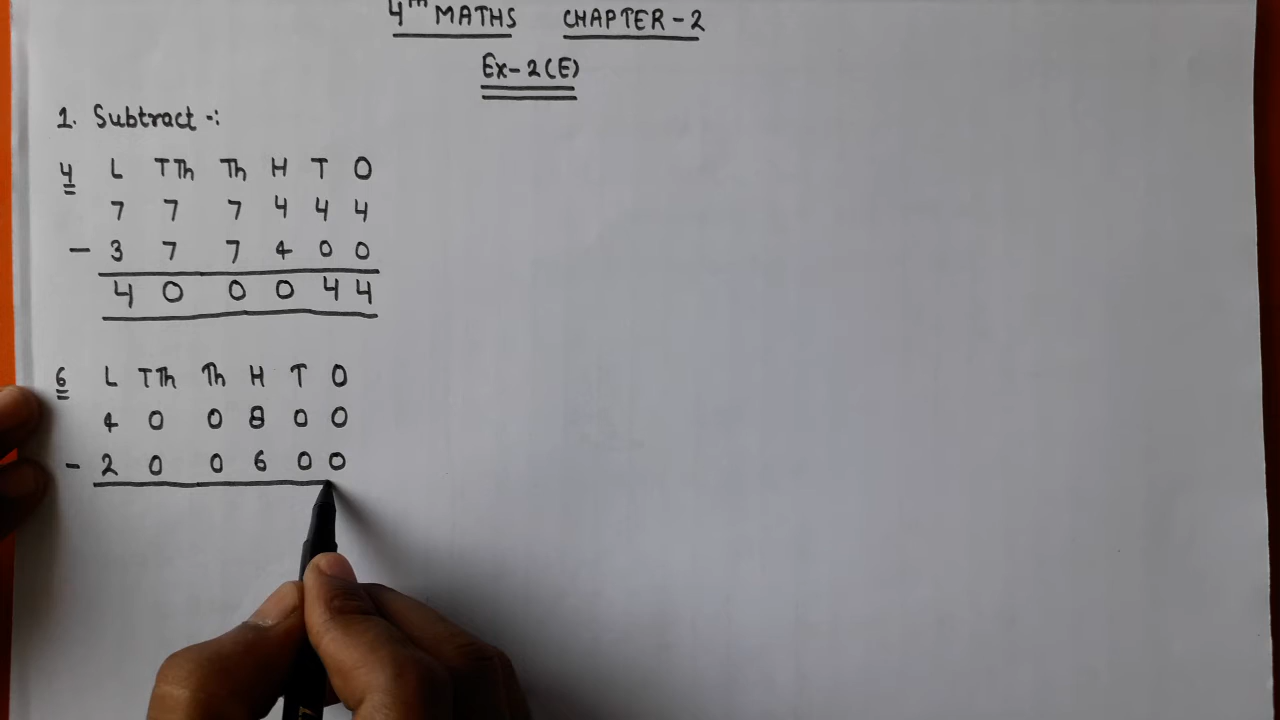 4th MATHS CHAPTER-2
Ex-2(E)
1. Subtract -:
4 L TTh Th H T O
7 7 7 4 4 4
- 3 7 7 4 0 0
4 0 0 0 4 4
6 L TTh Th H T O
4 0 0 8 0 0
- 2 0 0 6 0 0